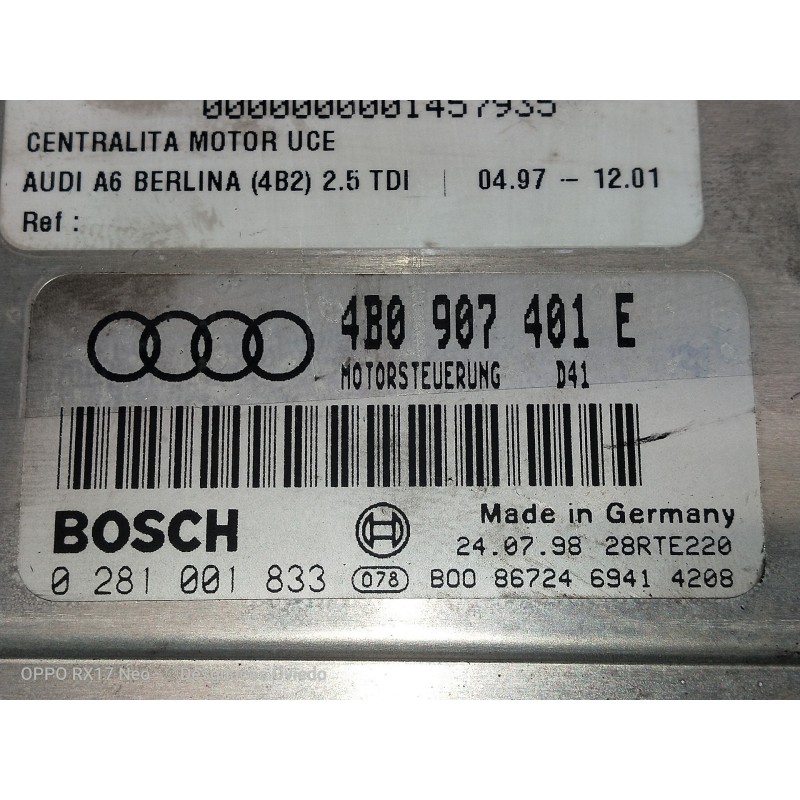 0000000001457935
CENTRALITA MOTOR UCE
AUDI A6 BERLINA (4B2) 2.5 TDI | 04.97 - 12.01
Ref :
4B0 907 401 E
MOTORSTEUERUNG D41
BOSCH
Made in Germany
24.07.98 28RTE220
0 281 001 833 078 B00 86724 6941 4208
OPPO RX17 Neo